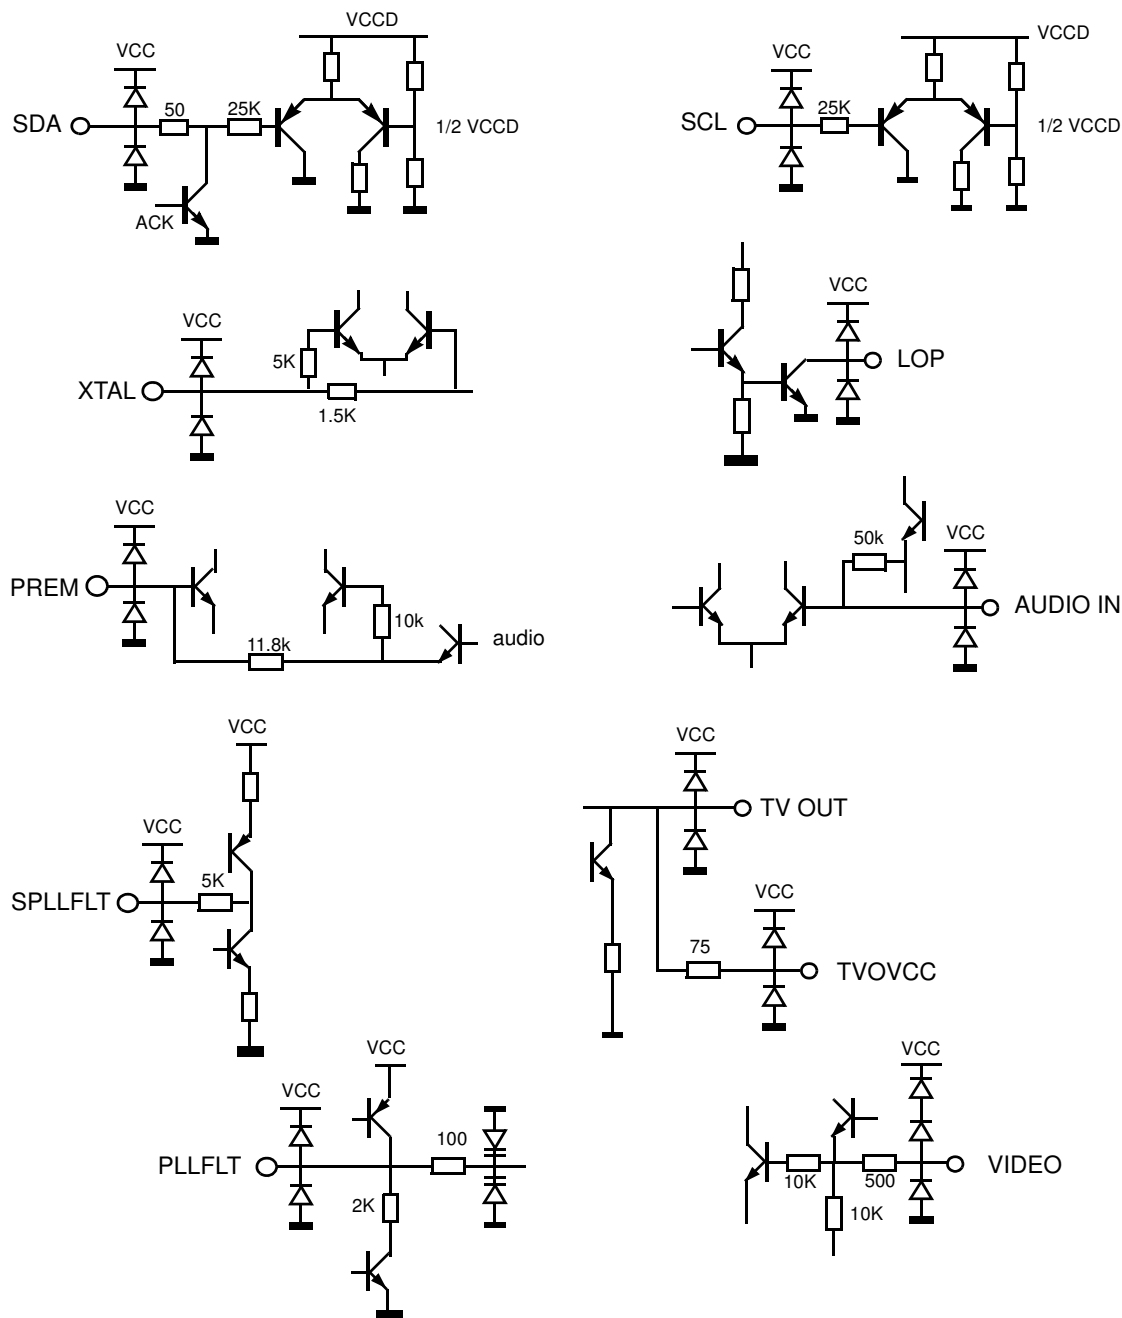 VCCD
VCC
SDA
50
25K
1/2 VCCD
ACK
VCCD
VCC
SCL
25K
1/2 VCCD
VCC
XTAL
5K
1.5K
VCC
LOP
VCC
PREM
11.8k
10k
audio
50k
VCC
AUDIO IN
VCC
VCC
SPLLFLT
5K
VCC
TV OUT
VCC
75
TVOVCC
VCC
VCC
PLLFLT
100
2K
VCC
VIDEO
10K
500
10K